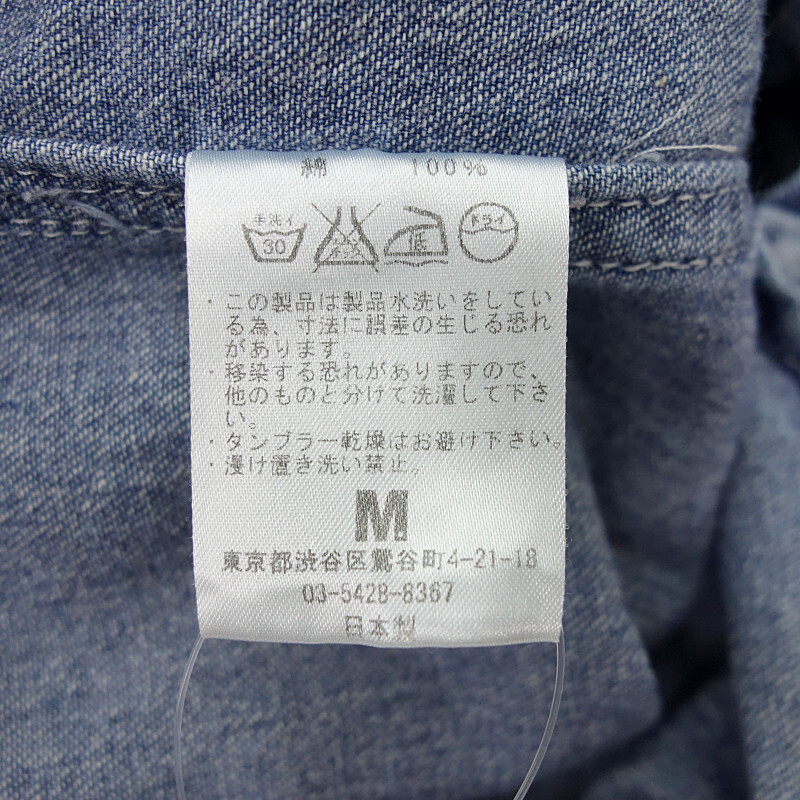 綿 100%
手洗イ 30 低 ドライ
・この製品は製品水洗いをしてい
る為、寸法に誤差の生じる恐れ
があります。
・移染する恐れがありますので、
他のものと分けて洗濯して下さ
い。
・タンブラー乾燥はお避け下さい。
・浸け置き洗い禁止。
M
東京都渋谷区鶯谷町4-21-18
03-5428-8367
日本製